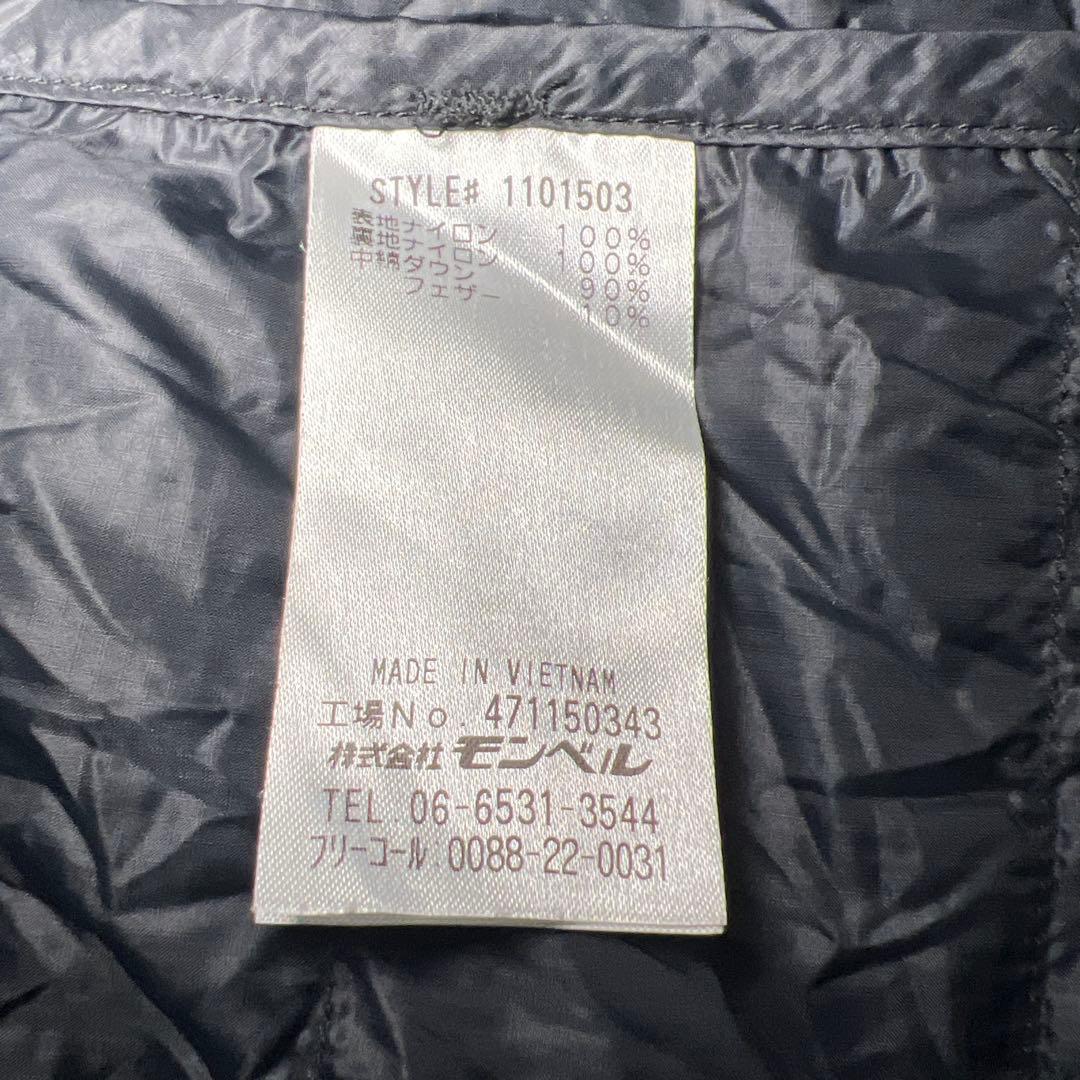 STYLE# 1101503
表地ナイロン 100%
裏地ナイロン 100%
中綿ダウン 90%
フェザー 10%
MADE IN VIETNAM
工場No. 471150343
株式会社モンベル
TEL.06-6531-3544
フリーコール:0088-22-0031